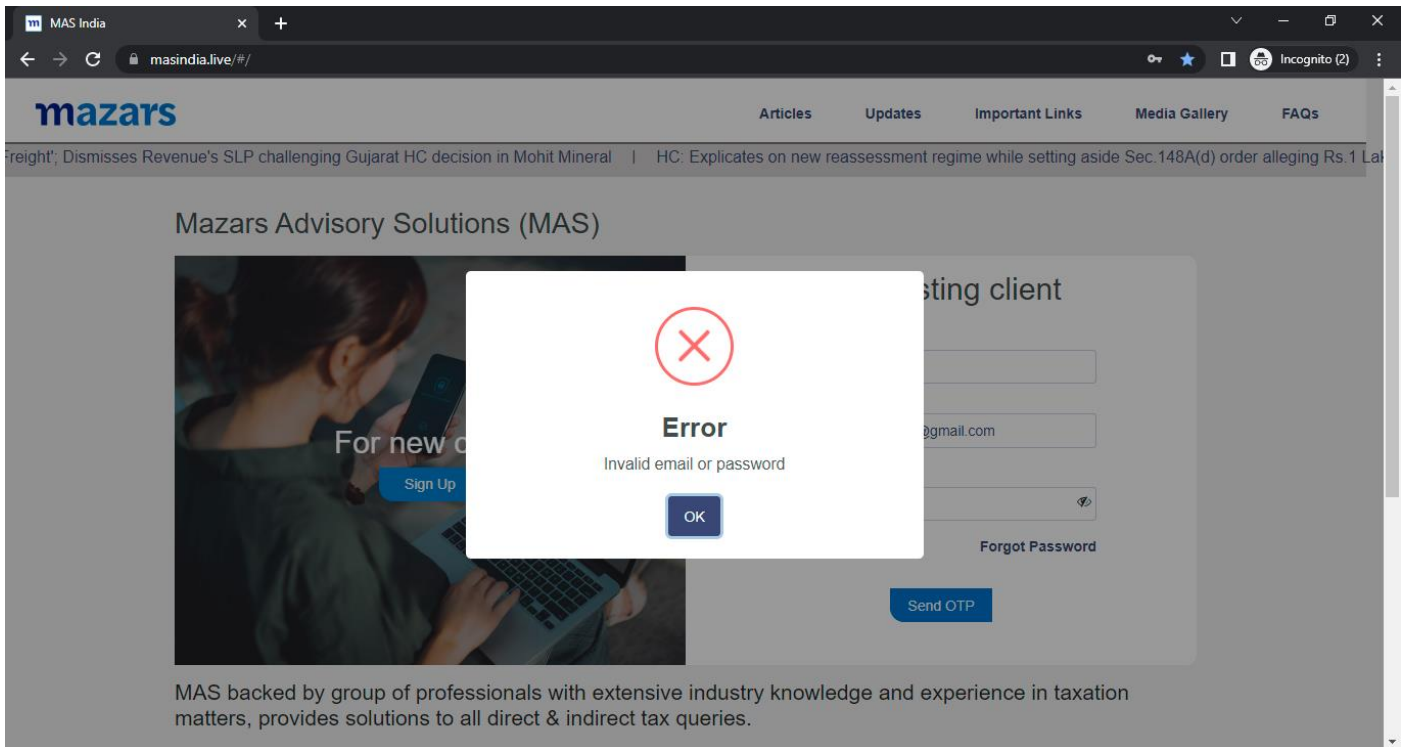 m MAS India
masindia.live/#/
Incognito (2)
mazars
Articles Updates Important Links Media Gallery FAQs
Freight'; Dismisses Revenue's SLP challenging Gujarat HC decision in Mohit Mineral | HC: Explicates on new reassessment regime while setting aside Sec.148A(d) order alleging Rs.1 Lak
Mazars Advisory Solutions (MAS)
sting client
For new c
Sign Up
Error
Invalid email or password
OK
@gmail.com
Forgot Password
Send OTP
MAS backed by group of professionals with extensive industry knowledge and experience in taxation
matters, provides solutions to all direct & indirect tax queries.